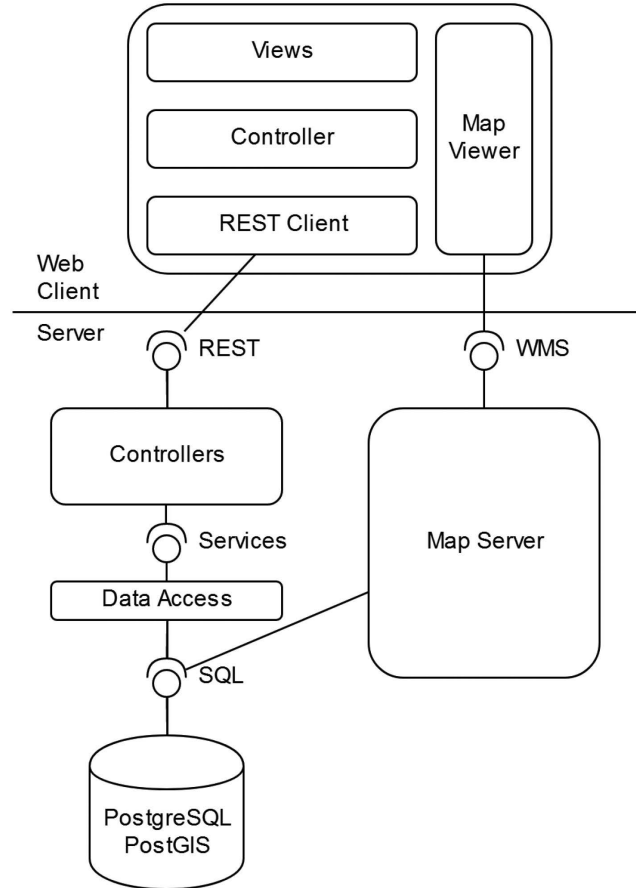 Views
Controller
REST Client
Map
Viewer
Web
Client
Server
REST
WMS
Controllers
Services
Map Server
Data Access
SQL
PostgreSQL
PostGIS